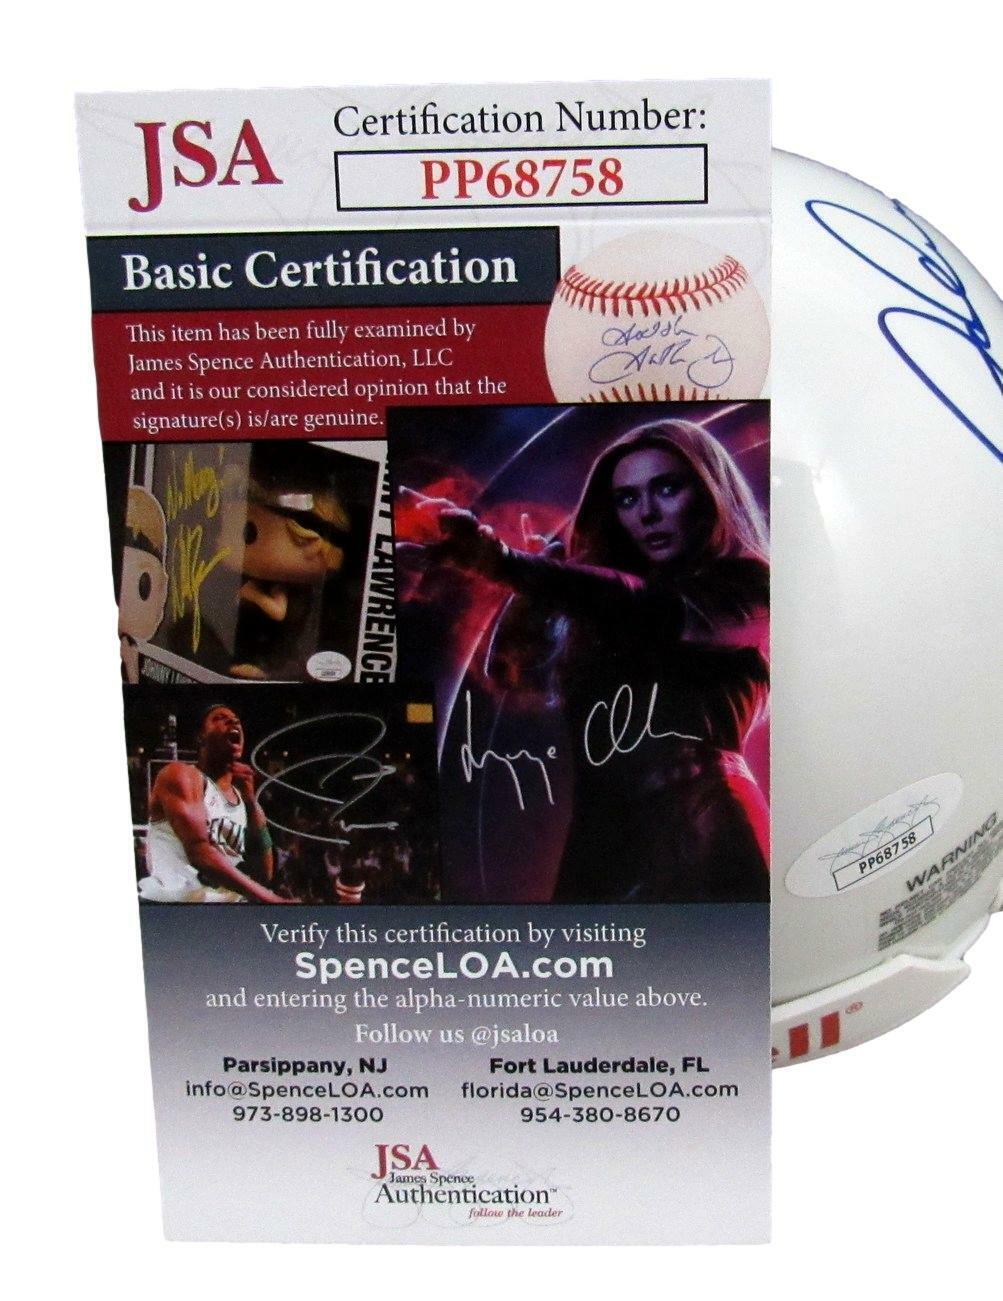 JSA
Certification Number:
PP68758
Basic Certification
This item has been fully examined by
James Spence Authentication, LLC
and it is our considered opinion that the
signature(s) is/are genuine.
LAWRENCE
CELTI
Verify this certification by visiting
SpenceLOA.com
and entering the alpha-numeric value above.
Follow us @jsaloa
Parsippany, NJ
info@SpenceLOA.com
973-898-1300
Fort Lauderdale, FL
florida@SpenceLOA.com
954-380-8670
JSA
James Spence
Authentication™
follow the leader
PP68758
WARNING
ell®